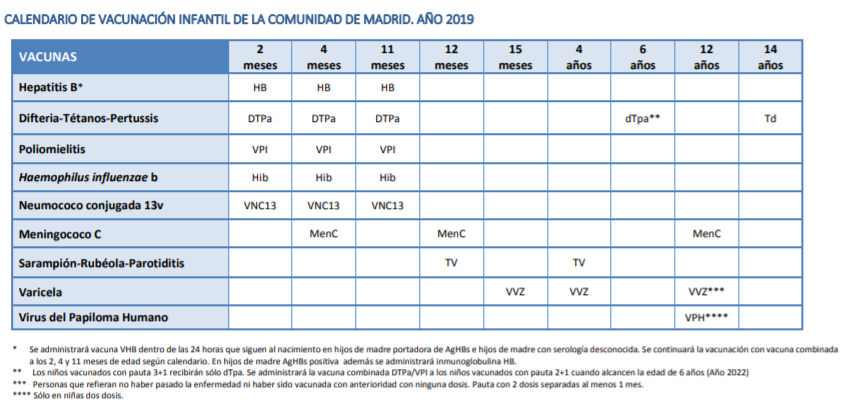 CALENDARIO DE VACUNACIÓN INFANTIL DE LA COMUNIDAD DE MADRID. AÑO 2019
VACUNAS 2 meses 4 meses 11 meses 12 meses 15 meses 4 años 6 años 12 años 14 años
Hepatitis B* HB HB HB
Difteria-Tétanos-Pertussis DTPa DTPa DTPa dTpa** Td
Poliomielitis VPI VPI VPI
Haemophilus influenzae b Hib Hib Hib
Neumococo conjugada 13v VNC13 VNC13 VNC13
Meningococo C MenC MenC MenC
Sarampión-Rubéola-Parotiditis TV TV
Varicela VVZ VVZ VVZ***
Virus del Papiloma Humano VPH****
* Se administrará vacuna VHB dentro de las 24 horas que siguen al nacimiento en hijos de madre portadora de AgHBs e hijos de madre con serología desconocida. Se continuará la vacunación con vacuna combinada
a los 2, 4 y 11 meses de edad según calendario. En hijos de madre AgHBs positiva además se administrará inmunoglobulina HB.
** Los niños vacunados con pauta 3+1 recibirán sólo dTpa. Se administrará la vacuna combinada DTPa/VPI a los niños vacunados con pauta 2+1 cuando alcancen la edad de 6 años (Año 2022)
*** Personas que refieran no haber pasado la enfermedad ni haber sido vacunada con anterioridad con ninguna dosis. Pauta con 2 dosis separadas al menos 1 mes.
**** Sólo en niñas dos dosis.